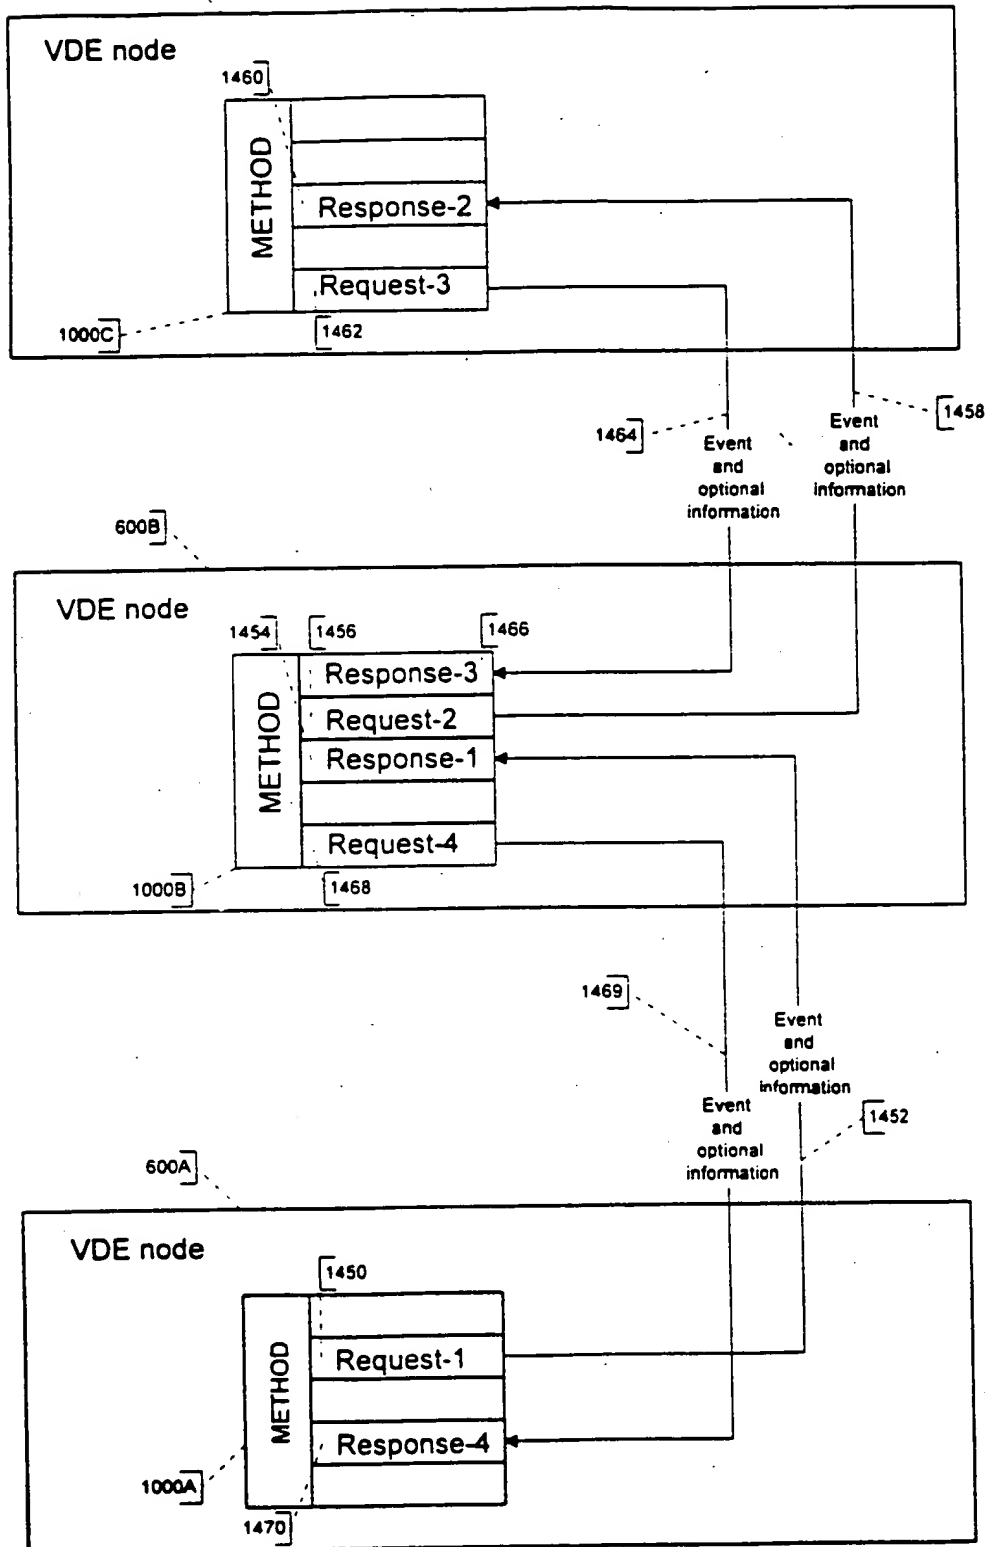 VDE node
1460
METHOD
Response-2
Request-3
1000C
1462
1464
1458
Event
and
optional
information
Event
and
optional
information
600B
VDE node
1454
1456
1466
METHOD
Response-3
Request-2
Response-1
Request-4
1000B
1468
1469
Event
and
optional
information
Event
and
optional
information
1452
600A
VDE node
1450
METHOD
Request-1
Response-4
1000A
1470